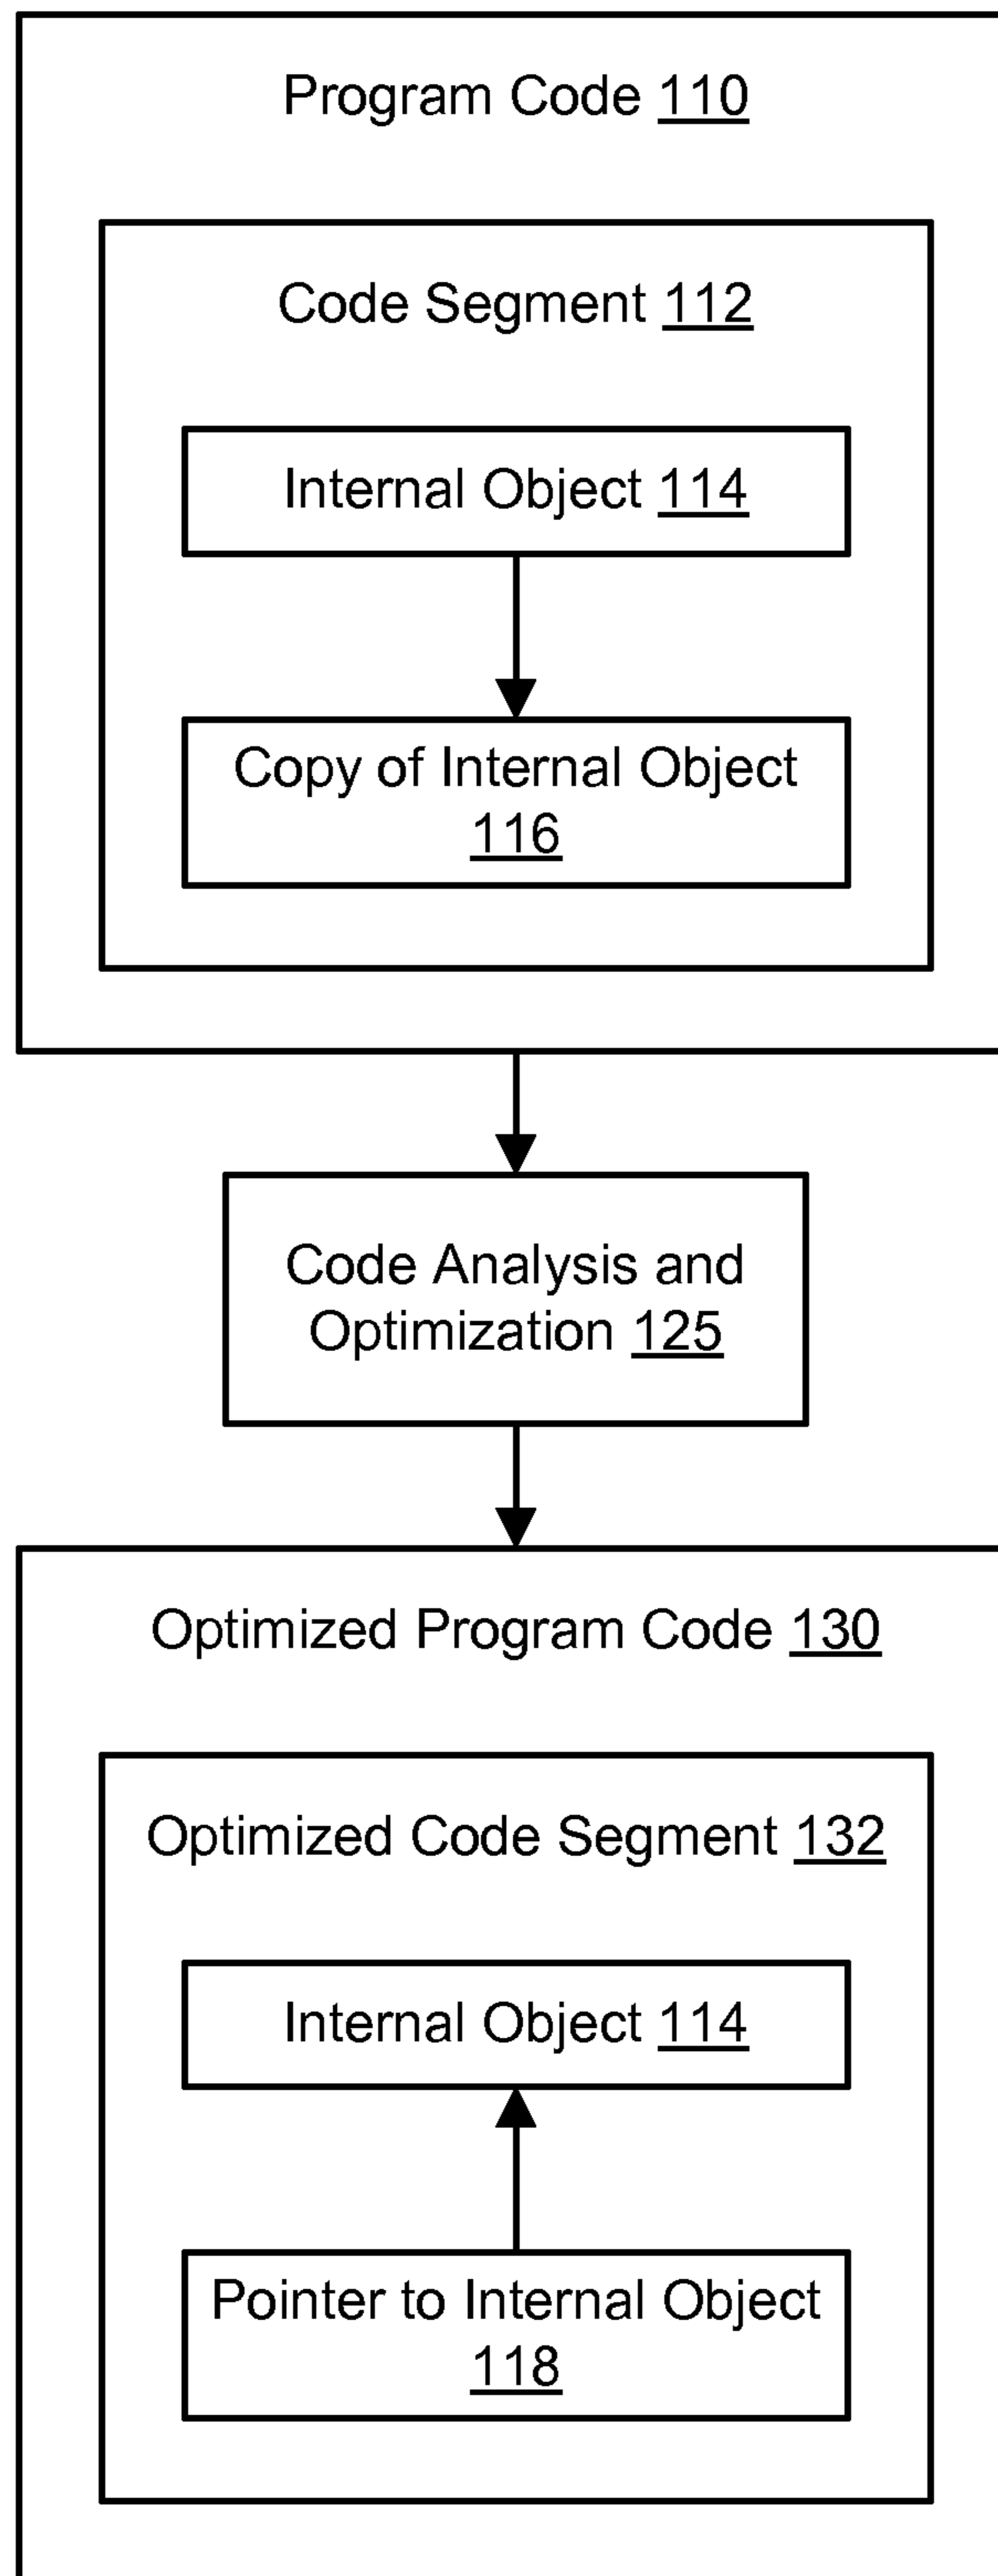 Program Code 110
Code Segment 112
Internal Object 114
Copy of Internal Object
116
Code Analysis and
Optimization 125
Optimized Program Code 130
Optimized Code Segment 132
Internal Object 114
Pointer to Internal Object
118